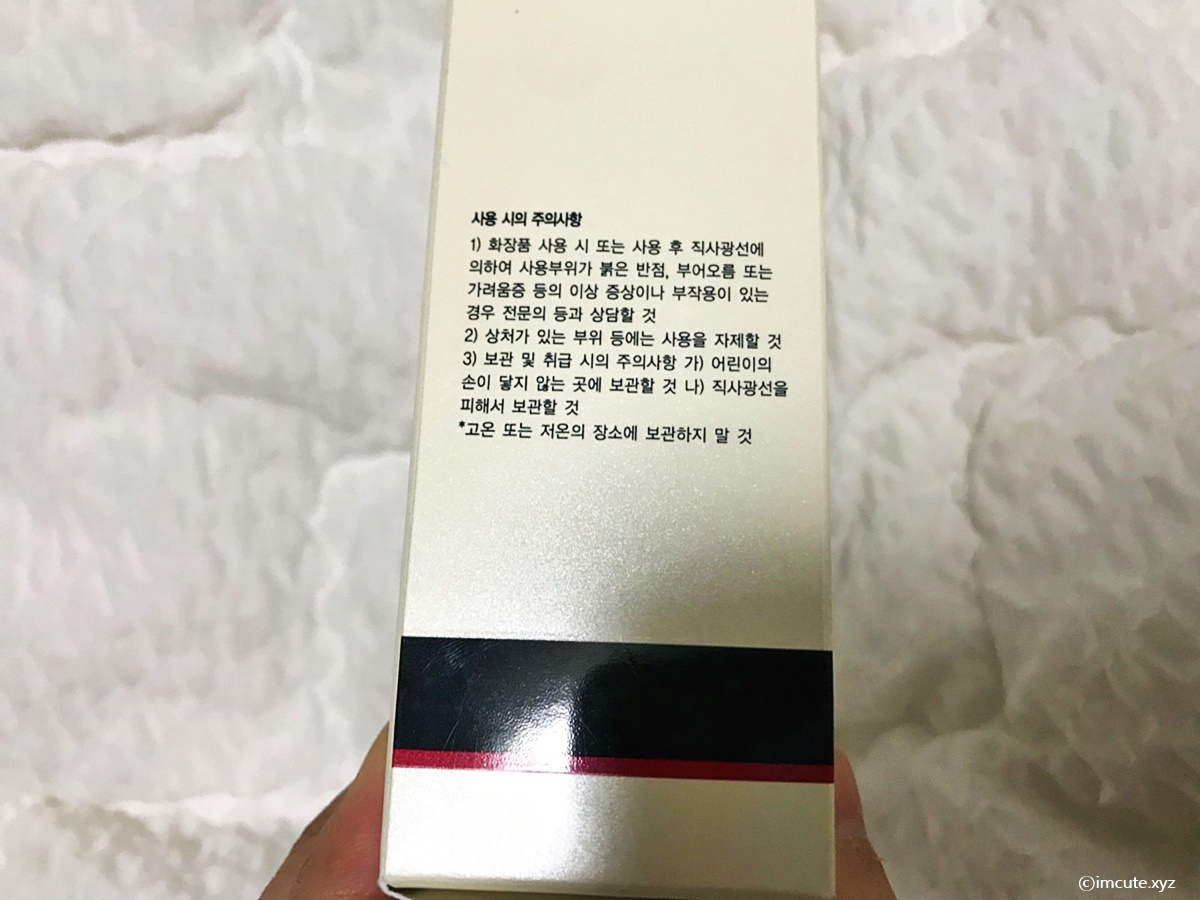 사용 시의 주의사항
1) 화장품 사용 시 또는 사용 후 직사광선에
의하여 사용부위가 붉은 반점, 부어오름 또는
가려움증 등의 이상 증상이나 부작용이 있는
경우 전문의 등과 상담할 것
2) 상처가 있는 부위 등에는 사용을 자제할 것
3) 보관 및 취급 시의 주의사항 가) 어린이의
손이 닿지 않는 곳에 보관할 것 나) 직사광선을
피해서 보관할 것
*고온 또는 저온의 장소에 보관하지 말 것
©imcute.xyz